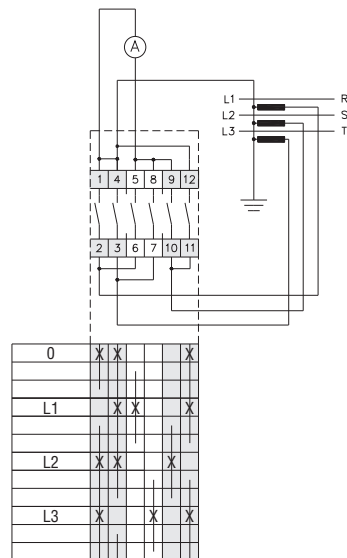 A
L1 R
L2 S
L3 T
1 4 5 8 9 12
2 3 6 7 10 11
0 X X X
L1 X X X
L2 X X X
L3 X X X